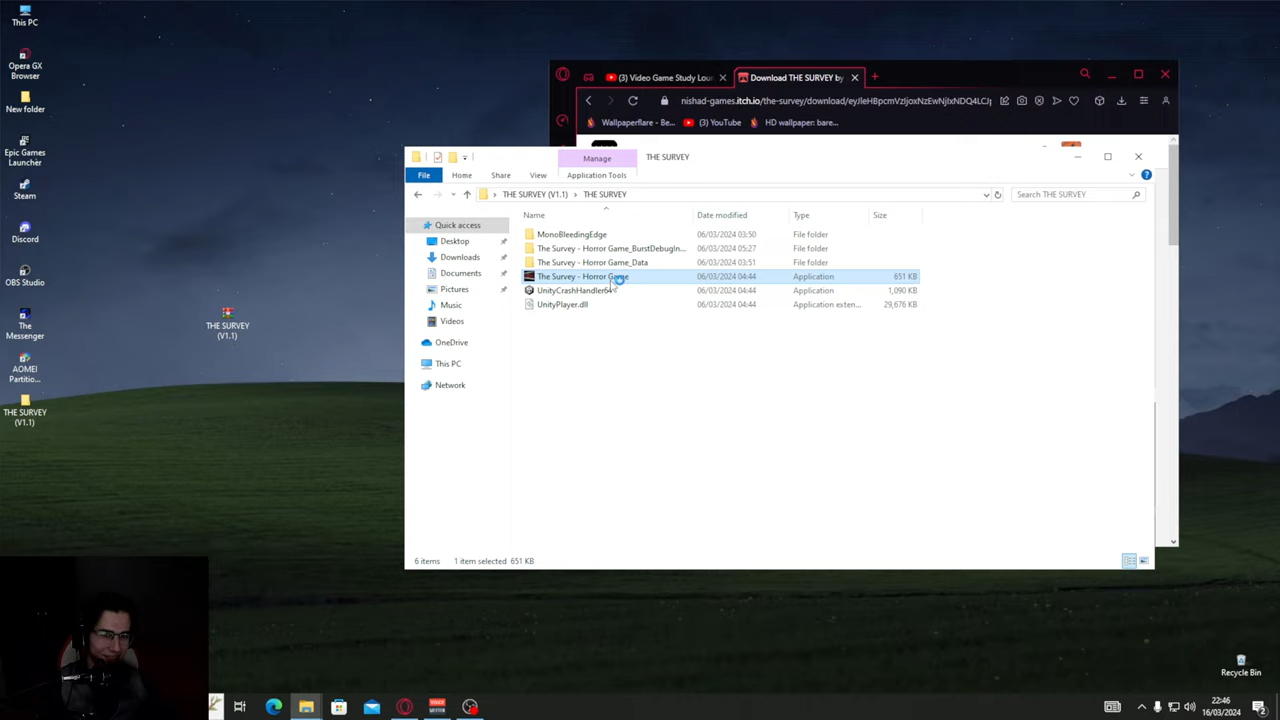 This PC
Opera GX
Browser
New folder
Epic Games
Launcher
Steam
Discord
OBS Studio
The
Messenger
AOMEI
Partitio...
THE SURVEY
(V1.1)
THE SURVEY
(V1.1)
(3) Video Game Study Loun
Download THE SURVEY by
nishad-games.itch.io/the-survey/download/eyJleHBpcmVzIjoxNzEwNjIxNDQ4LCJ
Wallpaperflare - Be...
(3) YouTube
HD wallpaper: bare...
Manage
THE SURVEY
File
Home
Share
View
Application Tools
THE SURVEY (V1.1)
THE SURVEY
Search THE SURVEY
Name
Date modified
Type
Size
Quick access
Desktop
Downloads
Documents
Pictures
Music
Videos
OneDrive
This PC
Network
MonoBleedingEdge 06/03/2024 03:50 File folder
The Survey - Horror Game_BurstDebugIn... 06/03/2024 05:27 File folder
The Survey - Horror Game_Data 06/03/2024 03:51 File folder
The Survey - Horror Game 06/03/2024 04:44 Application 651 KB
UnityCrashHandler64 06/03/2024 04:44 Application 1,090 KB
UnityPlayer.dll 06/03/2024 04:44 Application exten... 29,676 KB
6 items 1 item selected 651 KB
Recycle Bin
VOICE
MEETER
22:46
16/03/2024
2